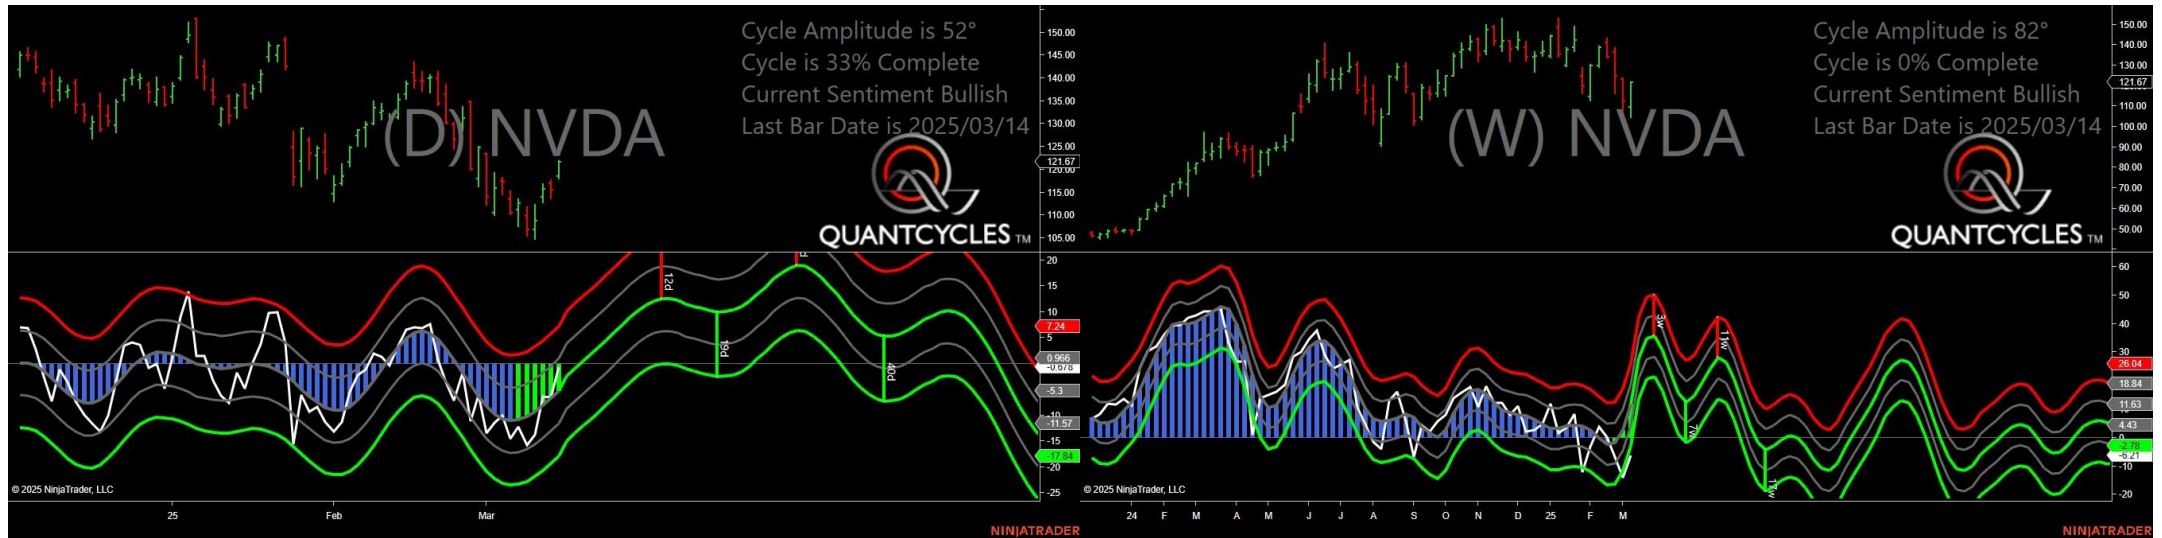 Cycle Amplitude is 52°
Cycle is 33% Complete
Current Sentiment Bullish
Last Bar Date is 2025/03/14
(D) NVDA
QUANTCYCLES TM
150.00
145.00
140.00
135.00
130.00
125.00
121.67
120.00
115.00
110.00
105.00
20
15
10
7.24
5
0.966
-0.678
-5.3
-10
-11.57
-15
-17.84
-20
-25
12d
19d
40d
© 2025 NinjaTrader, LLC
25 Feb Mar
NINJATRADER
Cycle Amplitude is 82°
Cycle is 0% Complete
Current Sentiment Bullish
Last Bar Date is 2025/03/14
(W) NVDA
QUANTCYCLES TM
150.00
140.00
130.00
121.67
110.00
100.00
90.00
80.00
70.00
60.00
50.00
60
50
40
30
26.04
18.84
11.63
4.43
0
-2.78
-6.21
-10
-20
3w
7w
11w
17w
© 2025 NinjaTrader, LLC
24 F M A M J J A S O N D 25 F M
NINJATRADER